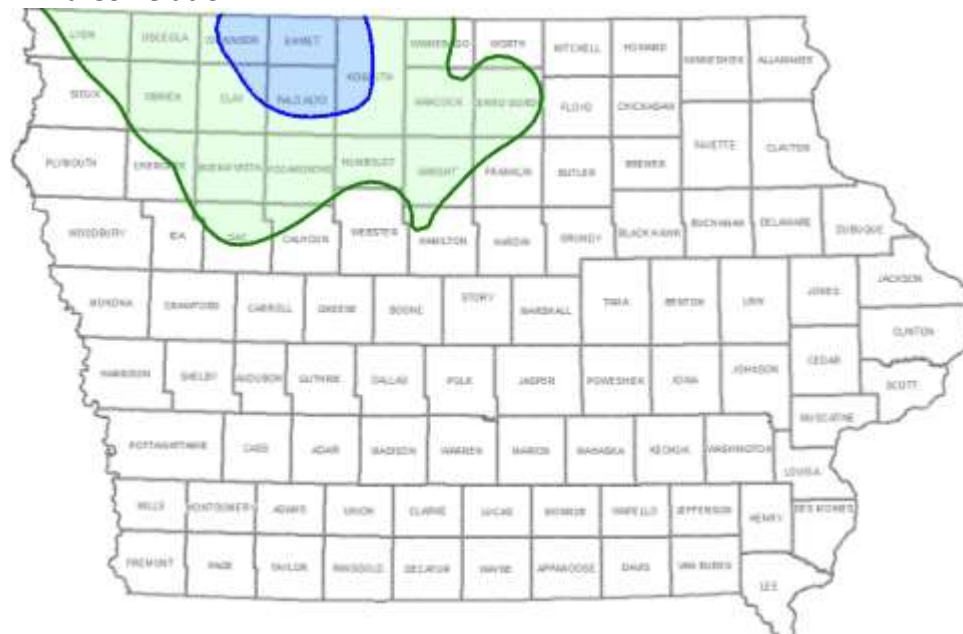 LYON OSCEOLA DICKINSON EMMET WINNEBAGO WORTH MITCHELL HOWARD WINNESHIEK ALLAMAKEE
SIOUX O'BRIEN CLAY PALO ALTO KOSSUTH HANCOCK CERRO GORDO FLOYD CHICKASAW
PLYMOUTH CHEROKEE BUENA VISTA POCAHONTAS HUMBOLDT WRIGHT FRANKLIN BUTLER BREMER FAYETTE CLAYTON
WOODBURY IDA SAC CALHOUN WEBSTER HAMILTON HARDIN GRUNDY BLACK HAWK BUCHANAN DELAWARE DUBUQUE
MONONA CRAWFORD CARROLL GREENE BOONE STORY MARSHALL TAMA BENTON LINN JONES JACKSON
CLINTON
HARRISON SHELBY AUDUBON GUTHRIE DALLAS POLK JASPER POWESHIEK IOWA JOHNSON CEDAR SCOTT
MUSCATINE
POTTAWATTAMIE CASS ADAIR MADISON WARREN MARION MAHASKA KEOKUK WASHINGTON LOUISA
MILLS MONTGOMERY ADAMS UNION CLARKE LUCAS MONROE WAPELLO JEFFERSON HENRY DES MOINES
FREMONT PAGE TAYLOR RINGGOLD DECATUR WAYNE APPANOOSE DAVIS VAN BUREN LEE